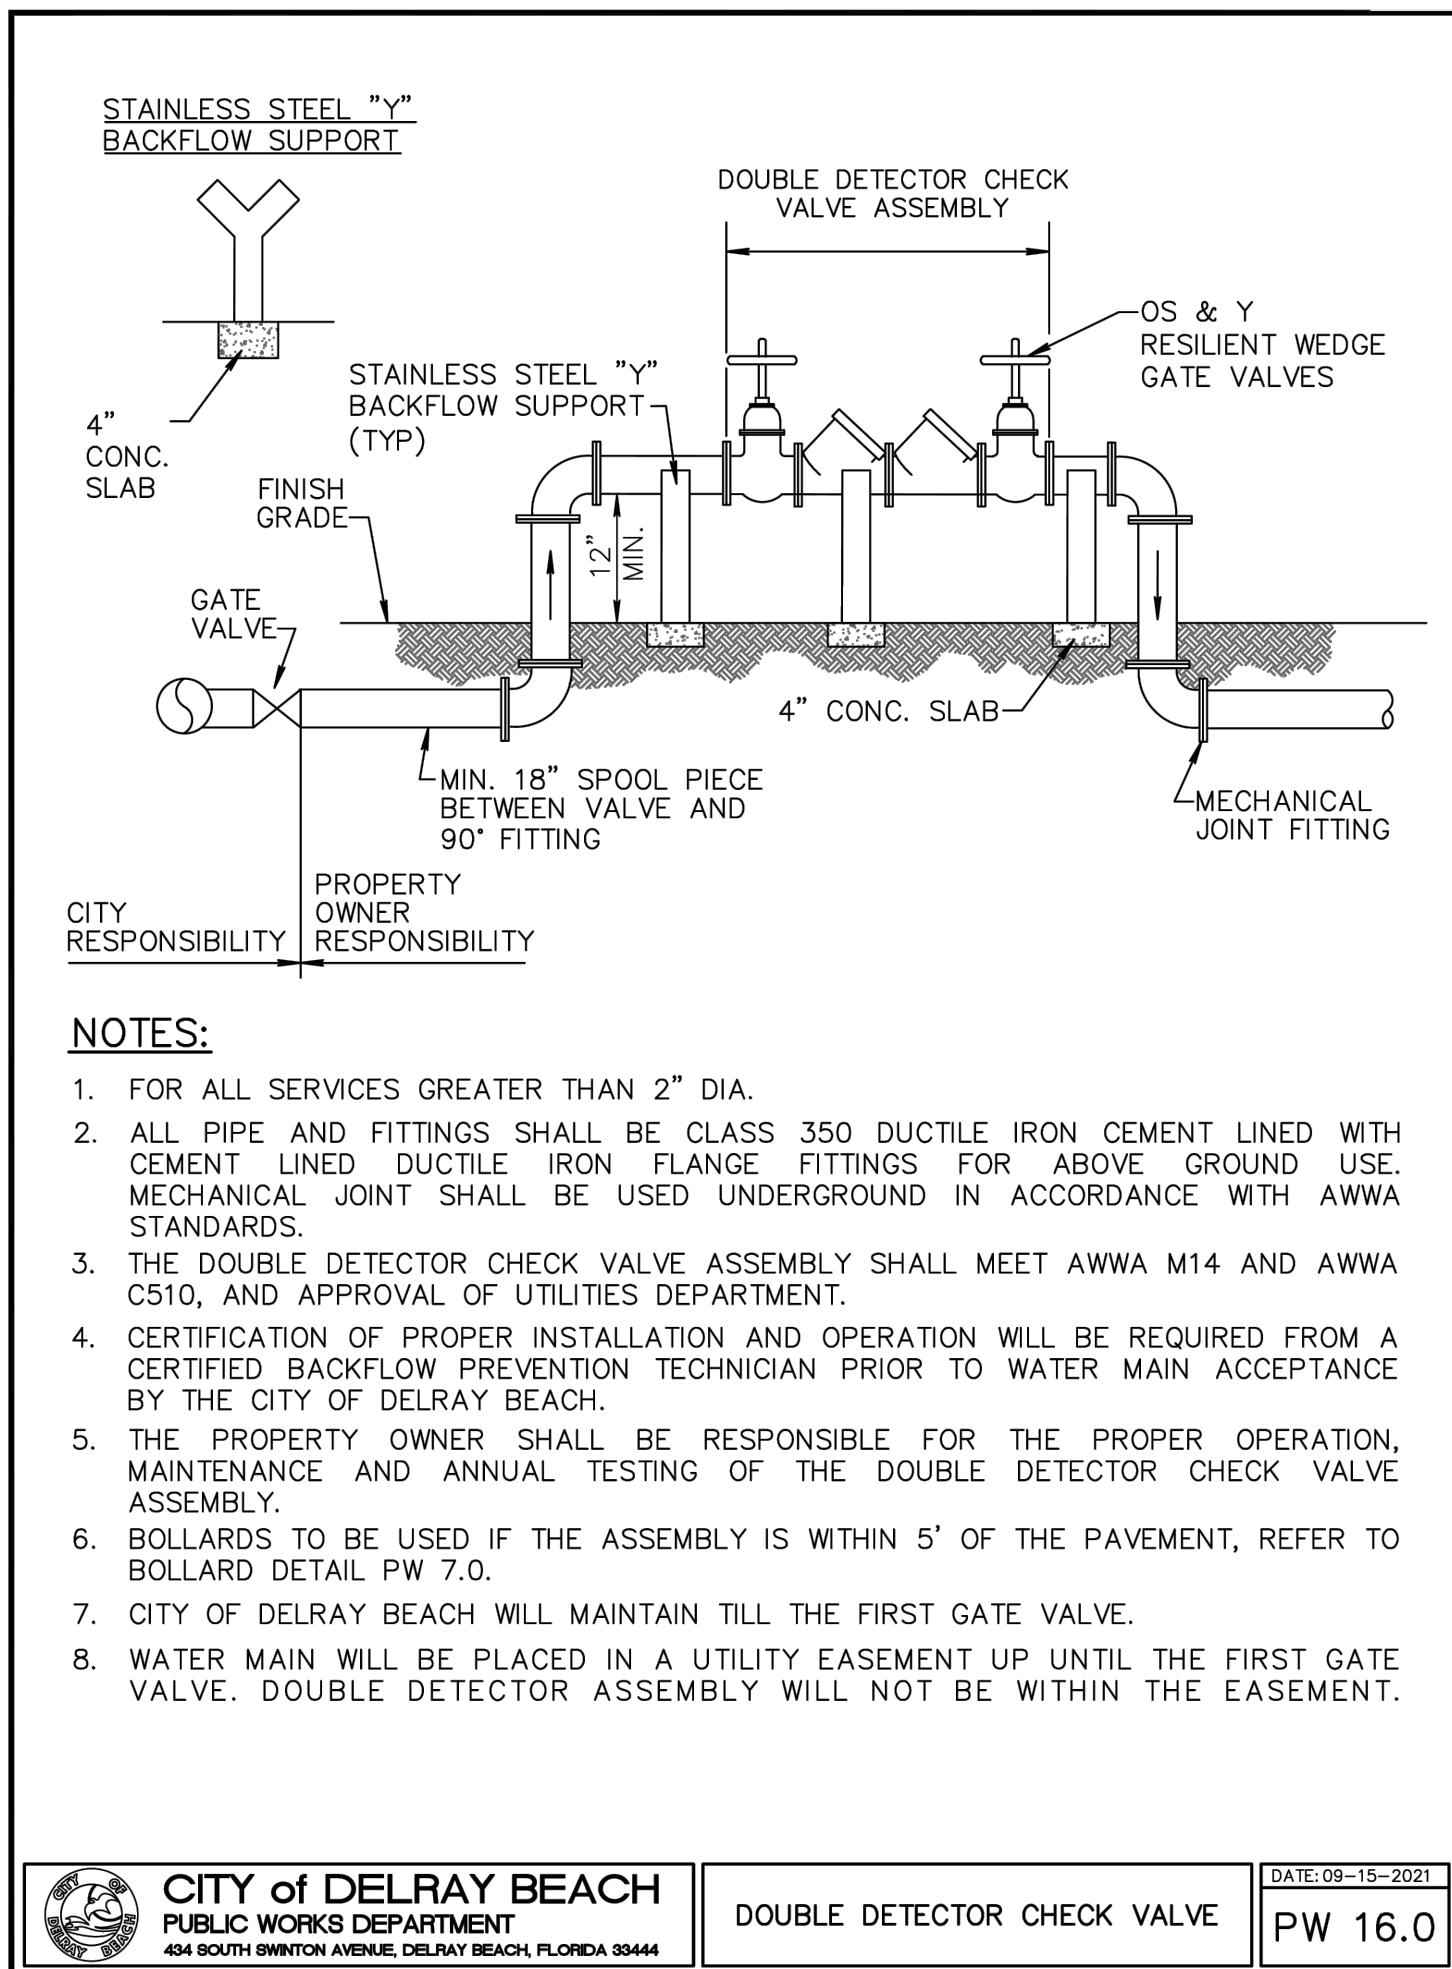 STAINLESS STEEL "Y"
BACKFLOW SUPPORT
4"
CONC.
SLAB
DOUBLE DETECTOR CHECK
VALVE ASSEMBLY
OS & Y
RESILIENT WEDGE
GATE VALVES
STAINLESS STEEL "Y"
BACKFLOW SUPPORT
(TYP)
FINISH
GRADE
12"
MIN.
GATE
VALVE
4" CONC. SLAB
MIN. 18" SPOOL PIECE
BETWEEN VALVE AND
90° FITTING
MECHANICAL
JOINT FITTING
CITY
RESPONSIBILITY
PROPERTY
OWNER
RESPONSIBILITY
NOTES:
1. FOR ALL SERVICES GREATER THAN 2" DIA.
2. ALL PIPE AND FITTINGS SHALL BE CLASS 350 DUCTILE IRON CEMENT LINED WITH
CEMENT LINED DUCTILE IRON FLANGE FITTINGS FOR ABOVE GROUND USE.
MECHANICAL JOINT SHALL BE USED UNDERGROUND IN ACCORDANCE WITH AWWA
STANDARDS.
3. THE DOUBLE DETECTOR CHECK VALVE ASSEMBLY SHALL MEET AWWA M14 AND AWWA
C510, AND APPROVAL OF UTILITIES DEPARTMENT.
4. CERTIFICATION OF PROPER INSTALLATION AND OPERATION WILL BE REQUIRED FROM A
CERTIFIED BACKFLOW PREVENTION TECHNICIAN PRIOR TO WATER MAIN ACCEPTANCE
BY THE CITY OF DELRAY BEACH.
5. THE PROPERTY OWNER SHALL BE RESPONSIBLE FOR THE PROPER OPERATION,
MAINTENANCE AND ANNUAL TESTING OF THE DOUBLE DETECTOR CHECK VALVE
ASSEMBLY.
6. BOLLARDS TO BE USED IF THE ASSEMBLY IS WITHIN 5' OF THE PAVEMENT, REFER TO
BOLLARD DETAIL PW 7.0.
7. CITY OF DELRAY BEACH WILL MAINTAIN TILL THE FIRST GATE VALVE.
8. WATER MAIN WILL BE PLACED IN A UTILITY EASEMENT UP UNTIL THE FIRST GATE
VALVE. DOUBLE DETECTOR ASSEMBLY WILL NOT BE WITHIN THE EASEMENT.
CITY OF
DELRAY BEACH
CITY of DELRAY BEACH
PUBLIC WORKS DEPARTMENT
434 SOUTH SWINTON AVENUE, DELRAY BEACH, FLORIDA 33444
DOUBLE DETECTOR CHECK VALVE
DATE: 09-15-2021
PW 16.0